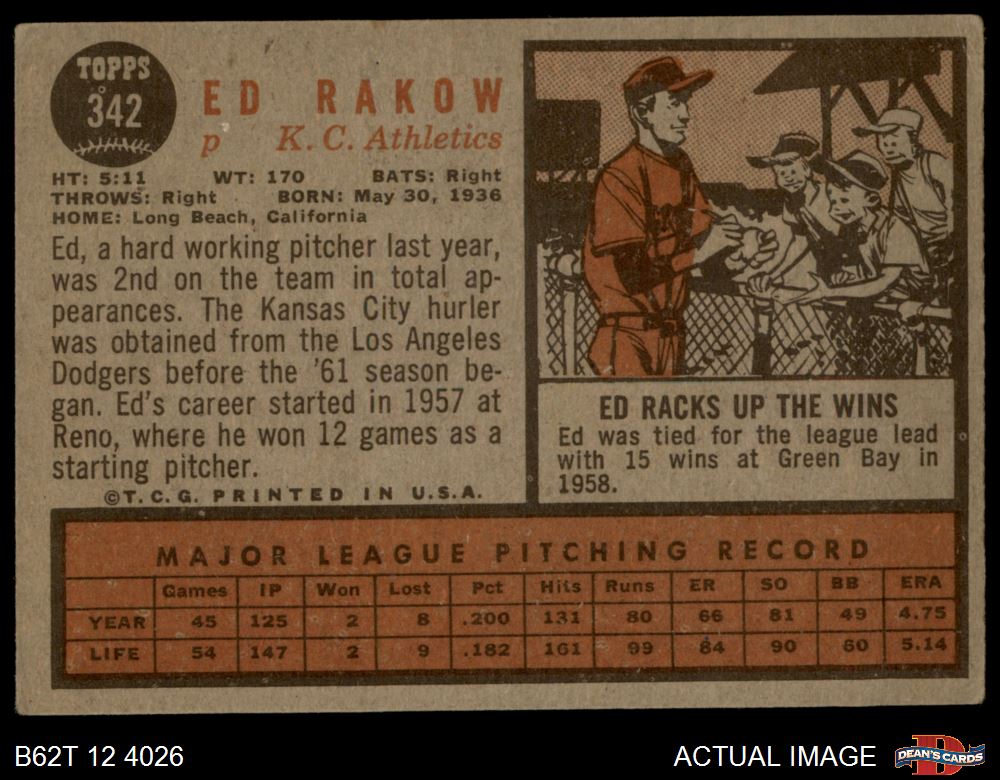 TOPPS
342
ED RAKOW
p K. C. Athletics
HT: 5:11 WT: 170 BATS: Right
THROWS: Right BORN: May 30, 1936
HOME: Long Beach, California
Ed, a hard working pitcher last year,
was 2nd on the team in total ap-
pearances. The Kansas City hurler
was obtained from the Los Angeles
Dodgers before the '61 season be-
gan. Ed's career started in 1957 at
Reno, where he won 12 games as a
starting pitcher.
©T. C. G. PRINTED IN U.S.A.
ED RACKS UP THE WINS
Ed was tied for the league lead
with 15 wins at Green Bay in
1958.
MAJOR LEAGUE PITCHING RECORD
Games IP Won Lost Pct Hits Runs ER SO BB ERA
YEAR 45 125 2 8 .200 131 80 66 81 49 4.75
LIFE 54 147 2 9 .182 161 99 84 90 60 5.14
B62T 12 4026
ACTUAL IMAGE
DEAN'S CARDS